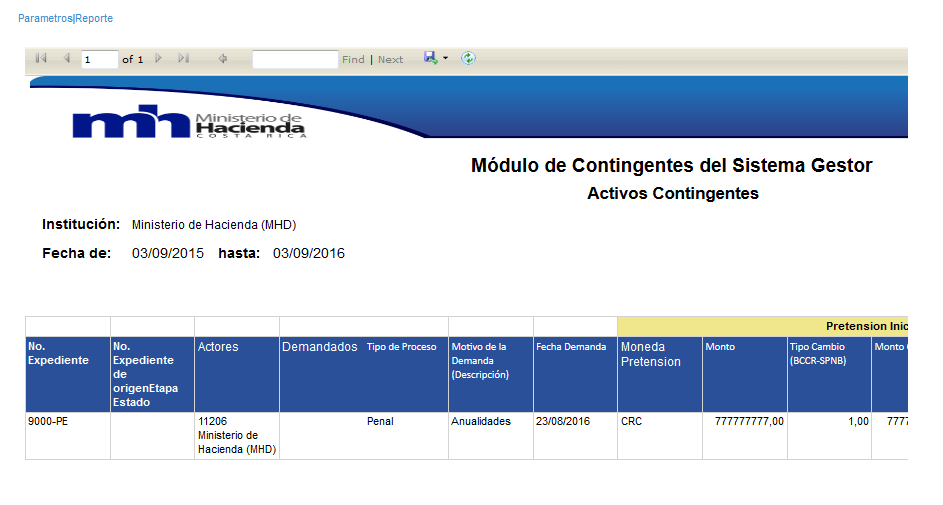 Parametros|Reporte
1 of 1 Find | Next
mh Ministerio de
Hacienda
COSTA RICA
Módulo de Contingentes del Sistema Gestor
Activos Contingentes
Institución: Ministerio de Hacienda (MHD)
Fecha de: 03/09/2015 hasta: 03/09/2016
Pretension Inic
No. Expediente
No. Expediente de origenEtapa Estado
Actores
Demandados
Tipo de Proceso
Motivo de la Demanda (Descripción)
Fecha Demanda
Moneda Pretension
Monto
Tipo Cambio (BCCR-SPNB)
Monto
9000-PE
11206
Ministerio de
Hacienda (MHD)
Penal
Anualidades
23/08/2016
CRC
777777777,00
1,00
777